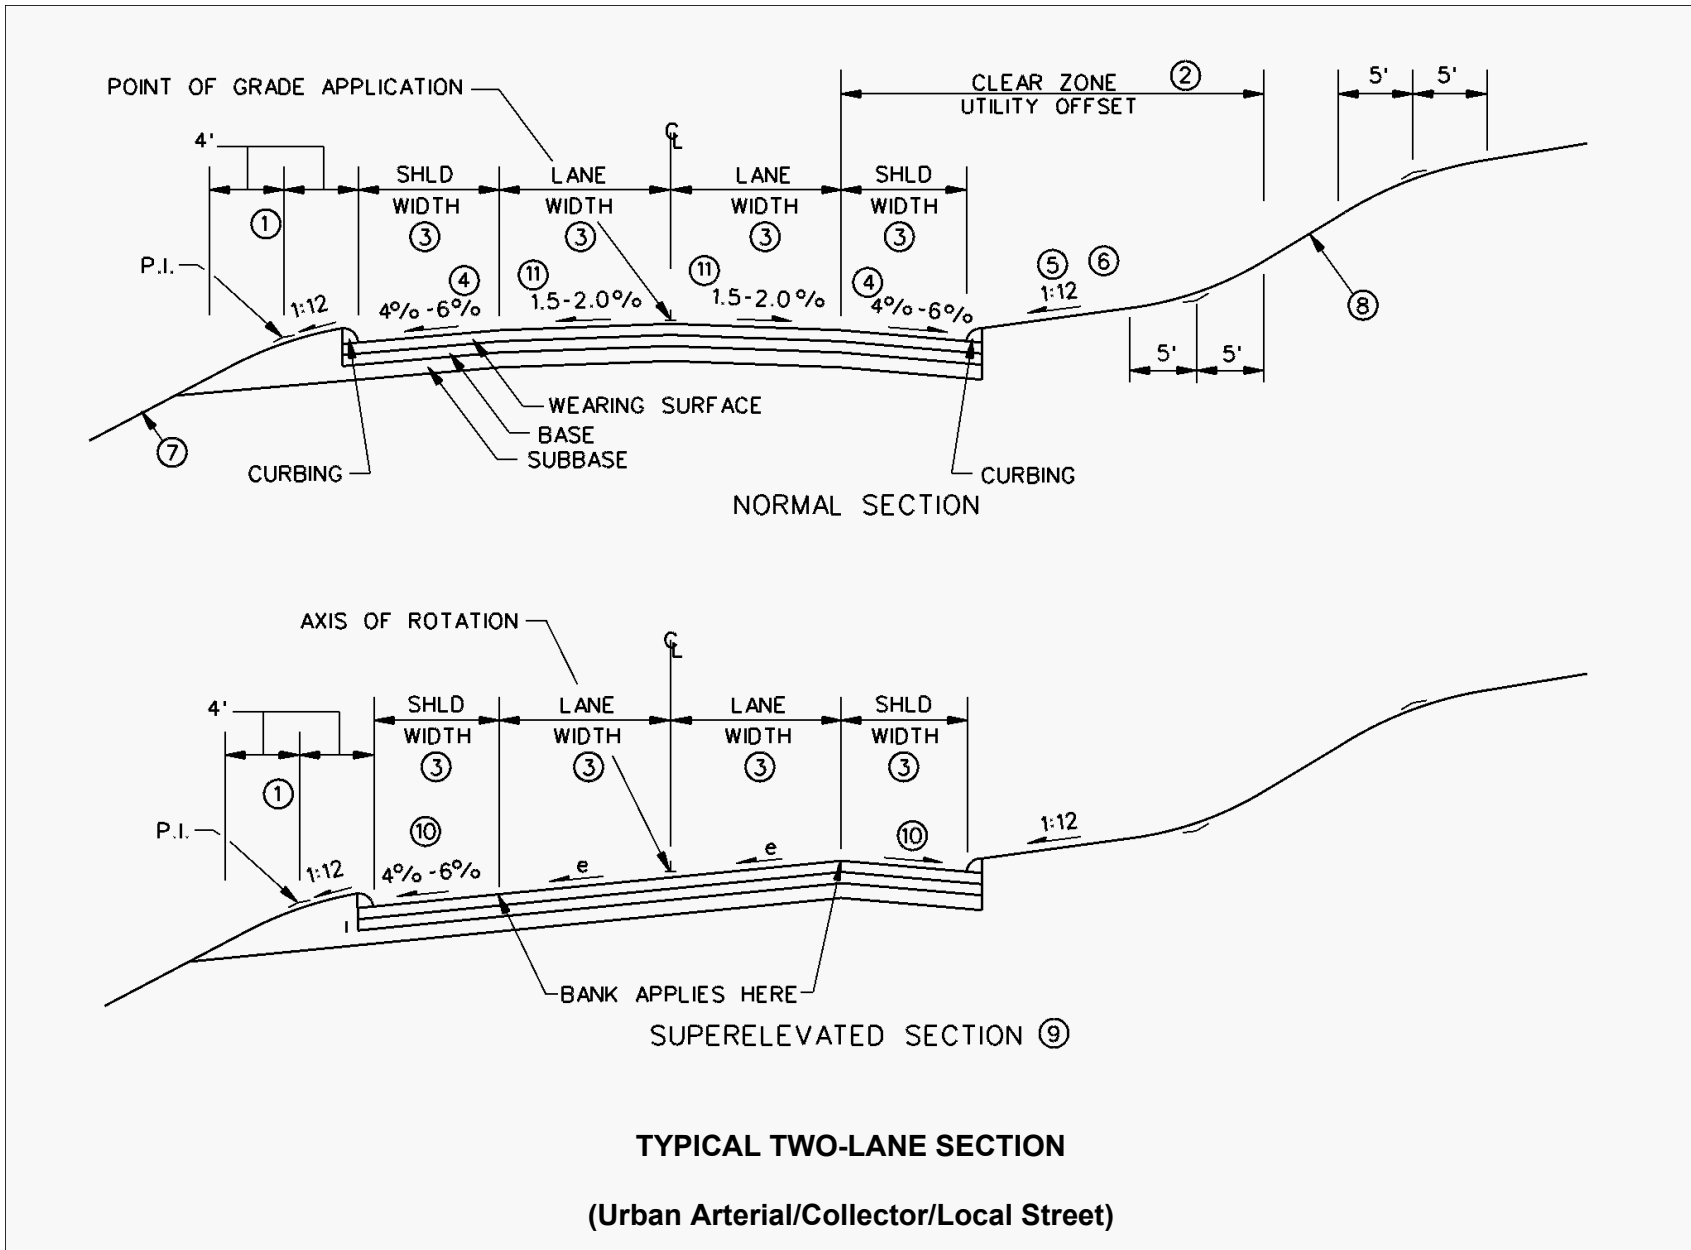 POINT OF GRADE APPLICATION
CLEAR ZONE ②
UTILITY OFFSET
5' 5'
4'
℄
SHLD LANE LANE SHLD
WIDTH WIDTH WIDTH WIDTH
① ③ ③ ③ ③
P.I.
④ ⑪ ⑪ ④ ⑤ ⑥
1:12 4%-6% 1.5-2.0% 1.5-2.0% 4%-6% 1:12
⑧
5' 5'
WEARING SURFACE
BASE
SUBBASE
⑦
CURBING CURBING
NORMAL SECTION
AXIS OF ROTATION
℄
4'
SHLD LANE LANE SHLD
WIDTH WIDTH WIDTH WIDTH
③ ③ ③ ③
①
P.I. ⑩ ⑩ 1:12
1:12 4%-6% e e
BANK APPLIES HERE
SUPERELEVATED SECTION ⑨
TYPICAL TWO-LANE SECTION
(Urban Arterial/Collector/Local Street)